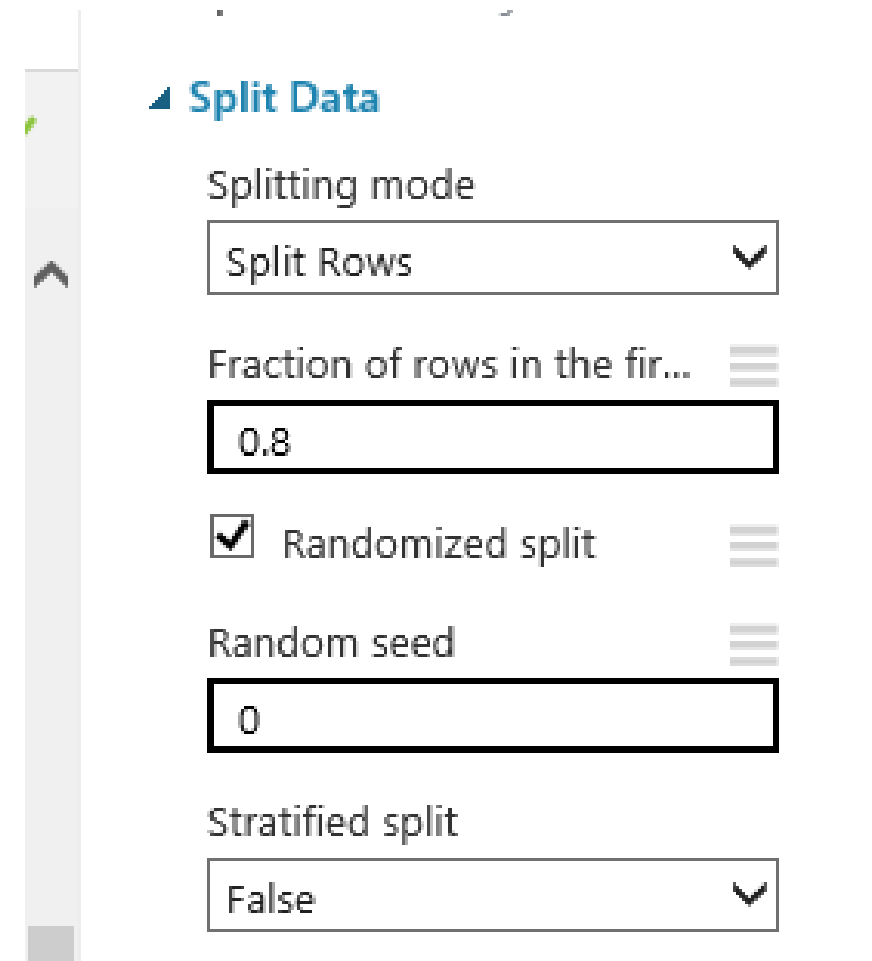 Split Data
Splitting mode
Split Rows
Fraction of rows in the fir...
0.8
Randomized split
Random seed
0
Stratified split
False